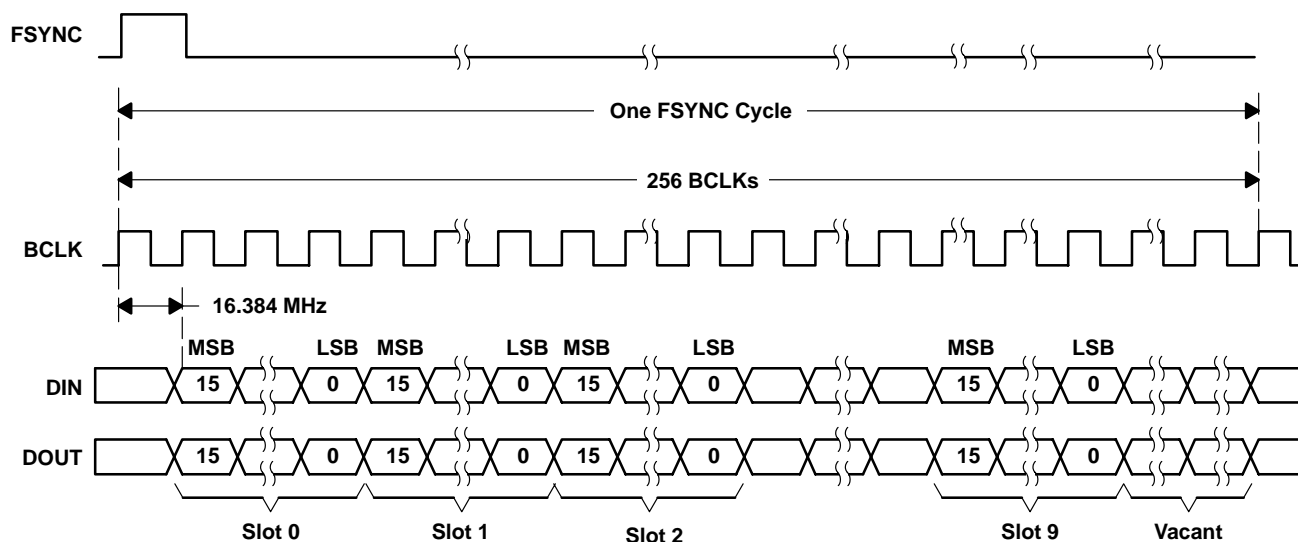 FSYNC
One FSYNC Cycle
256 BCLKs
BCLK
16.384 MHz
MSB LSB MSB LSB MSB LSB MSB LSB
DIN 15 0 15 0 15 0 15 0
DOUT 15 0 15 0 15 0 15 0
Slot 0 Slot 1 Slot 2 Slot 9 Vacant